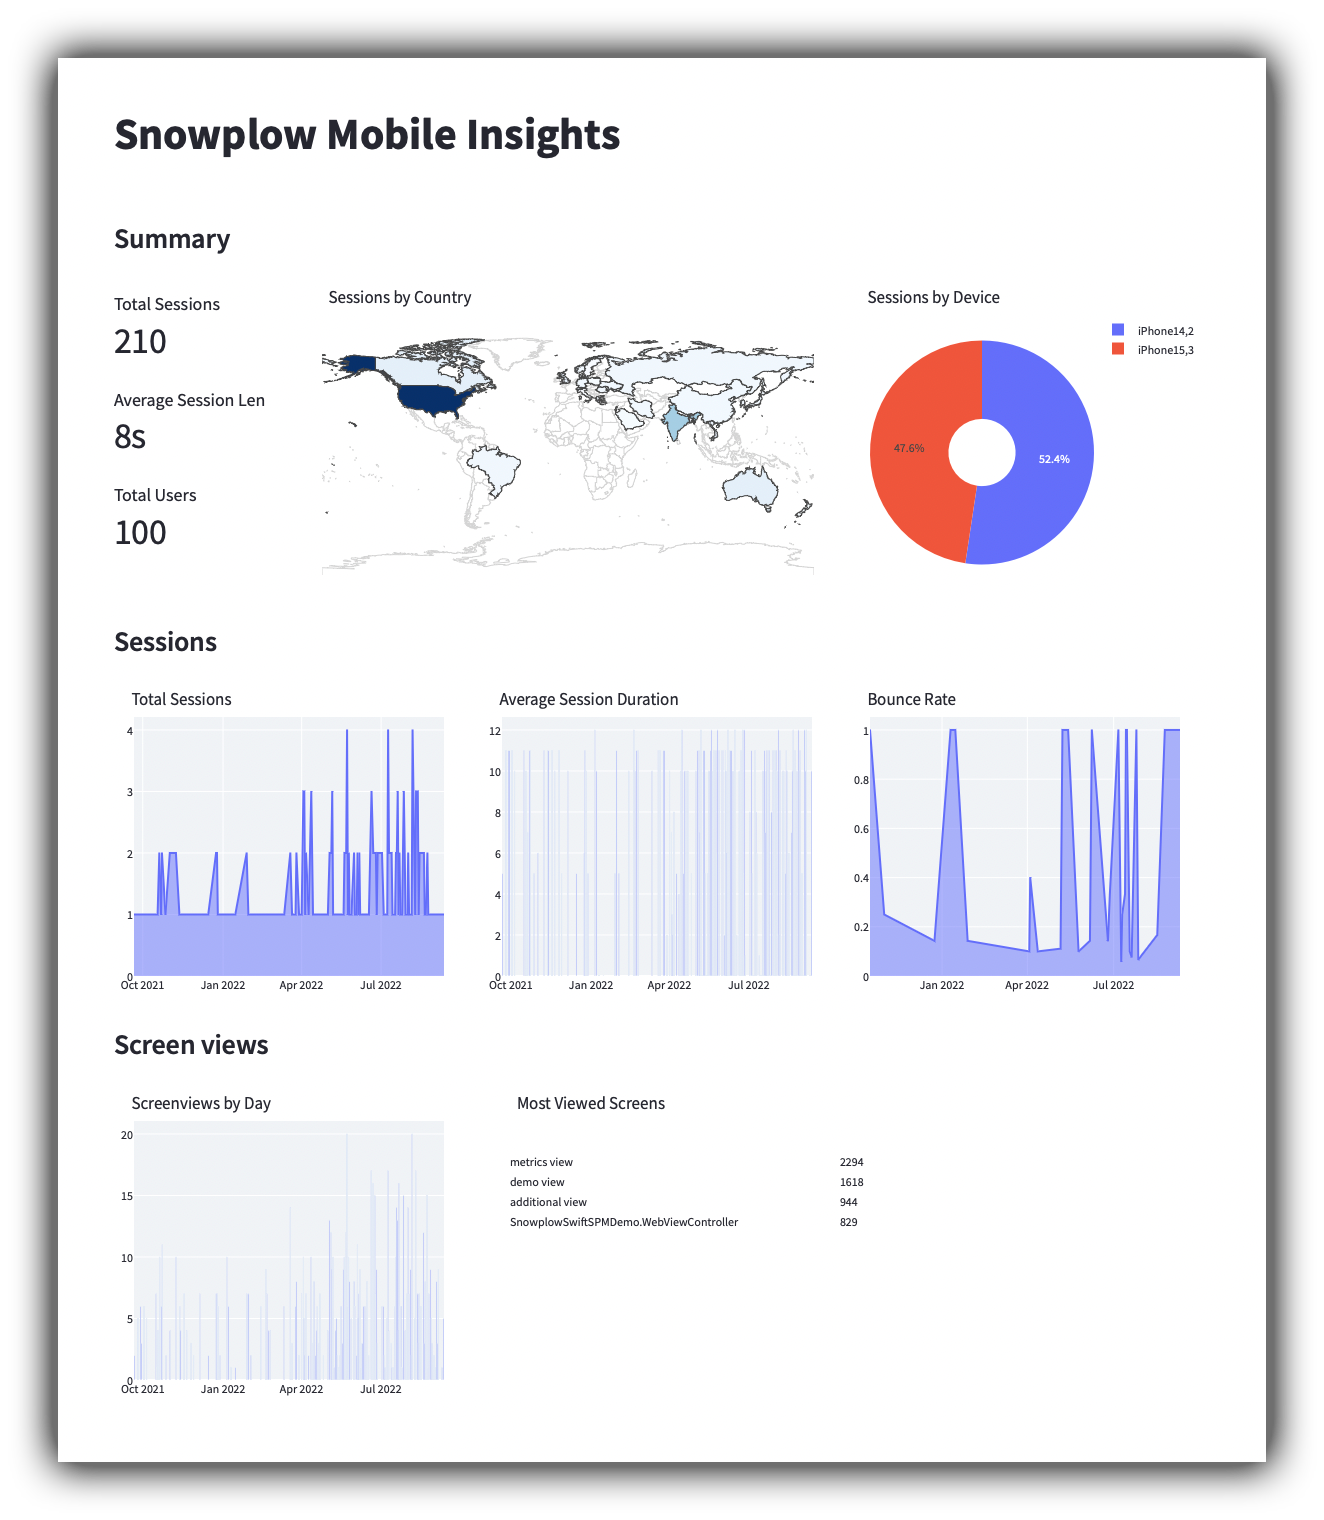 Snowplow Mobile Insights
Summary
Total Sessions
210
Average Session Len
8s
Total Users
100
Sessions by Country
Sessions by Device
iPhone14,2
iPhone15,3
47.6%
52.4%
Sessions
Total Sessions
4
3
2
1
0
Oct 2021 Jan 2022 Apr 2022 Jul 2022
Average Session Duration
12
10
8
6
4
2
0
Oct 2021 Jan 2022 Apr 2022 Jul 2022
Bounce Rate
1
0.8
0.6
0.4
0.2
0
Jan 2022 Apr 2022 Jul 2022
Screen views
Screenviews by Day
20
15
10
5
0
Oct 2021 Jan 2022 Apr 2022 Jul 2022
Most Viewed Screens
metrics view 2294
demo view 1618
additional view 944
SnowplowSwiftSPMDemo.WebViewController 829